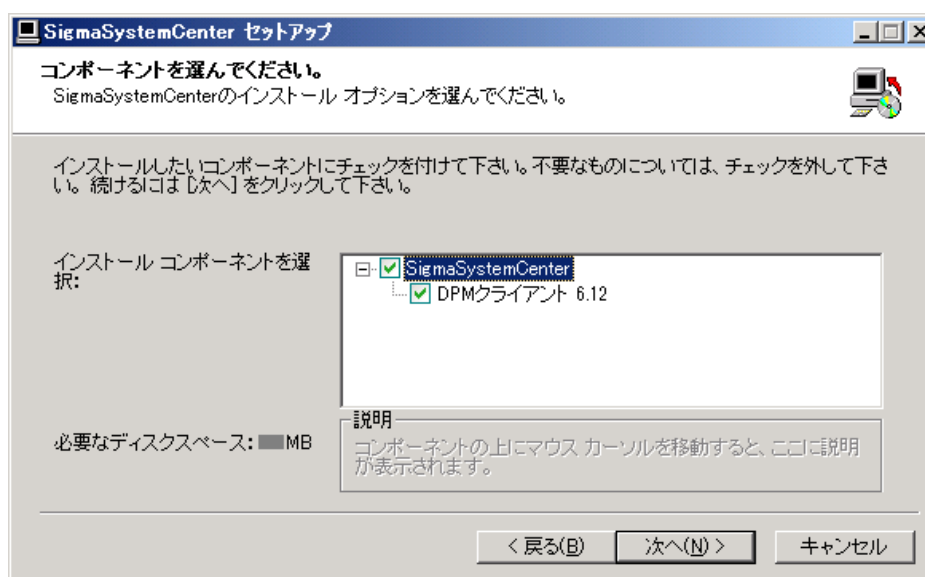 SigmaSystemCenter セットアップ
コンポーネントを選んでください。
SigmaSystemCenterのインストール オプションを選んでください。
インストールしたいコンポーネントにチェックを付けて下さい。不要なものについては、チェックを外して下さ
い。続けるには [次へ] をクリックして下さい。
インストール コンポーネントを選
択:
SigmaSystemCenter
DPMクライアント 6.12
必要なディスクスペース: MB
説明
コンポーネントの上にマウス カーソルを移動すると、ここに説明
が表示されます。
< 戻る(B)
次へ(N) >
キャンセル